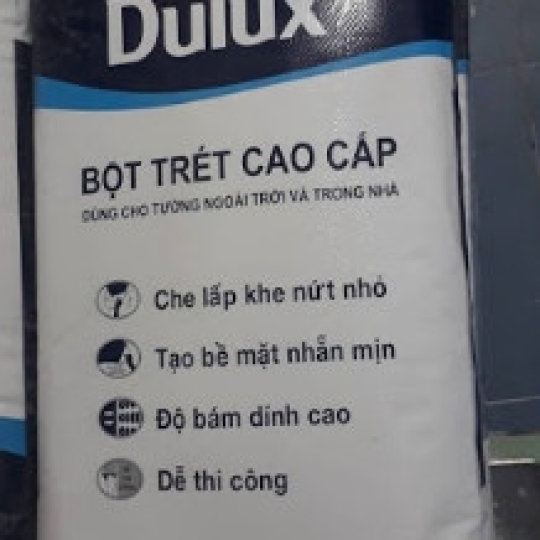 Dulux
BỘT TRÉT CAO CẤP
DÙNG CHO TƯỜNG NGOÀI TRỜI VÀ TRONG NHÀ
Che lấp khe nứt nhỏ
Tạo bề mặt nhẵn mịn
Độ bám dính cao
Dễ thi công